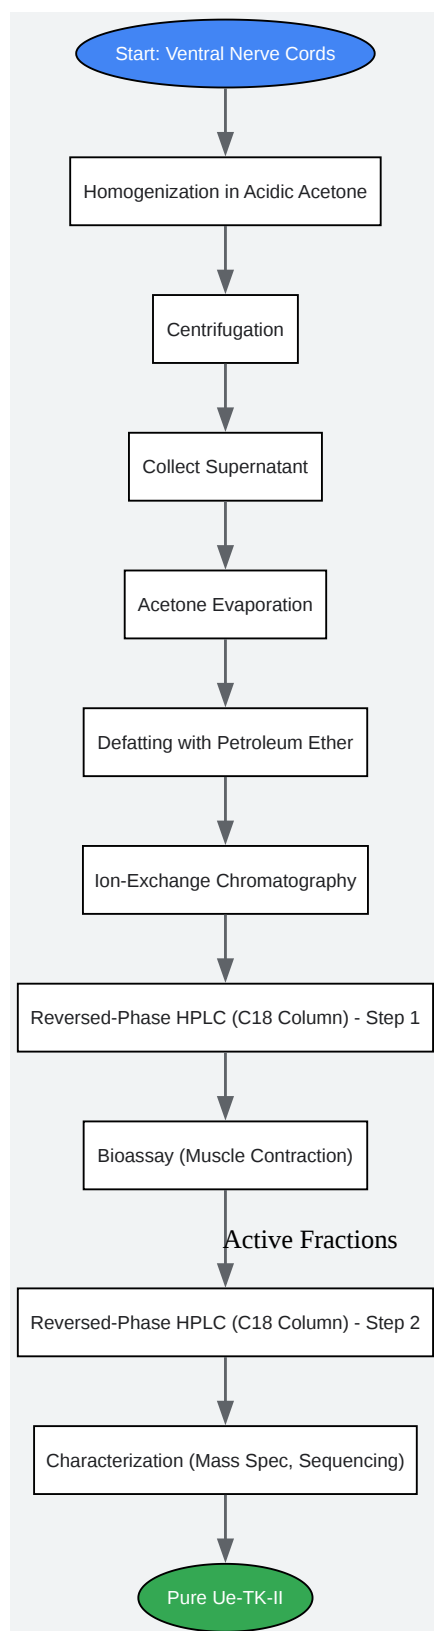 Start: Ventral Nerve Cords
Homogenization in Acidic Acetone
Centrifugation
Collect Supernatant
Acetone Evaporation
Defatting with Petroleum Ether
Ion-Exchange Chromatography
Reversed-Phase HPLC (C18 Column) - Step 1
Bioassay (Muscle Contraction)
Active Fractions
Reversed-Phase HPLC (C18 Column) - Step 2
Characterization (Mass Spec, Sequencing)
Pure Ue-TK-II